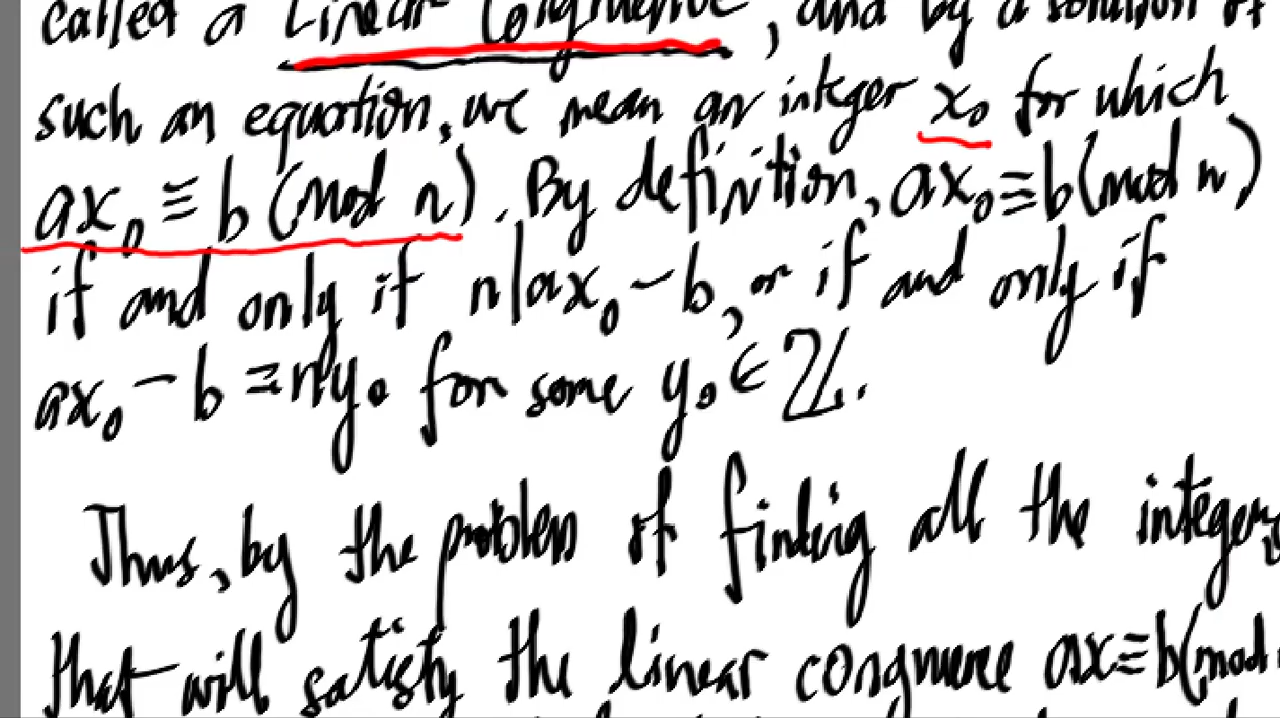 called a Linear Congruence, and by a solution of
such an equation, we mean an integer x₀ for which
ax₀ ≡ b (mod n). By definition, ax₀ ≡ b (mod n)
if and only if n|ax₀ - b, or if and only if
ax₀ - b = ny₀ for some y₀ ∈ ℤ.
Thus, by the problem of finding all the integers
that will satisfy the linear congruence ax ≡ b (mod